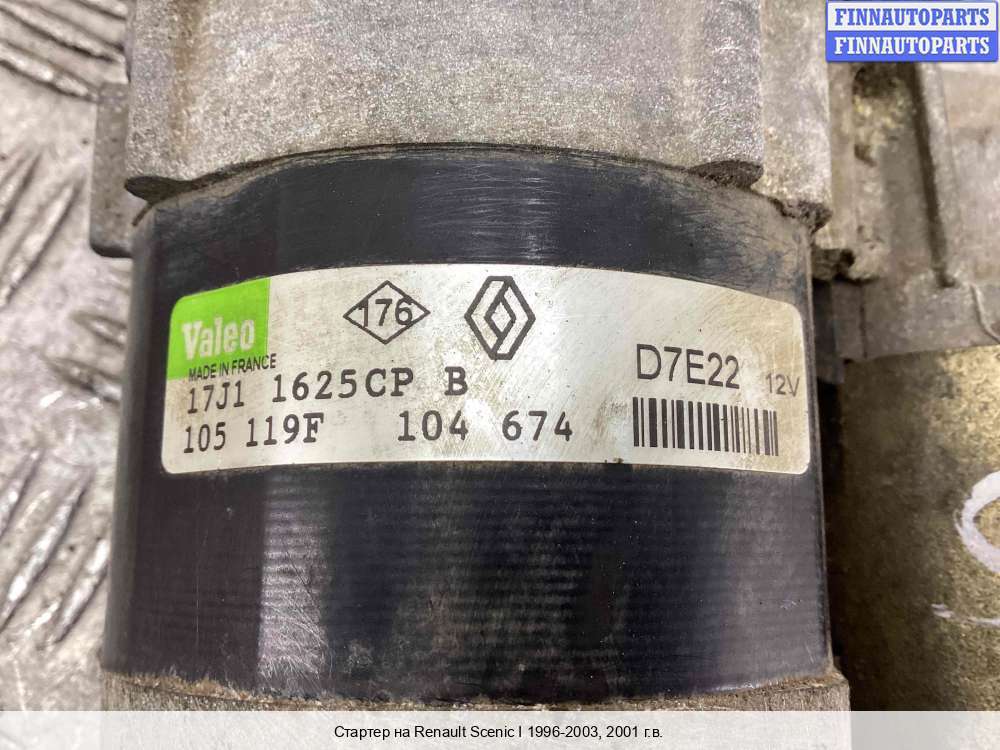 FINNAUTOPARTS
FINNAUTOPARTS
Valeo
176
MADE IN FRANCE
D7E22 12V
17J1 1625CP B
105 119F 104 674
Стартер на Renault Scenic I 1996-2003, 2001 г.в.